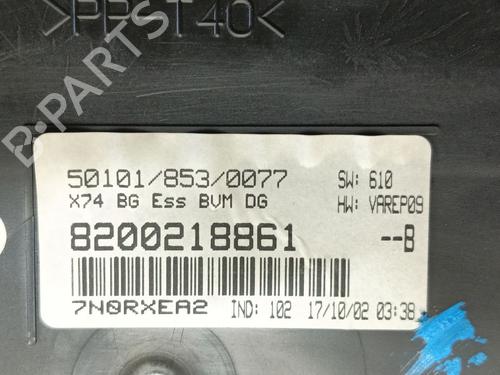 >PP-T40<
B-PARTS
50101/853/0077
SW: 610
X74 BG Ess BVM DG
HW: VAREP09
8200218861
--B
7N0RXEA2
IND: 102
17/10/02 03:38